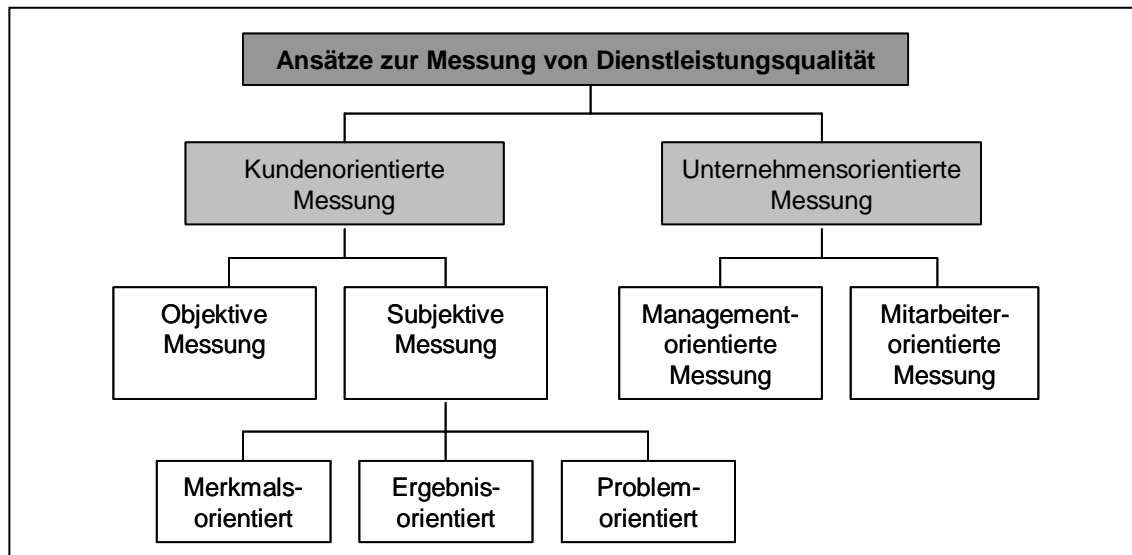 Ansätze zur Messung von Dienstleistungsqualität
Kundenorientierte
Messung
Unternehmensorientierte
Messung
Objektive
Messung
Subjektive
Messung
Management-
orientierte
Messung
Mitarbeiter-
orientierte
Messung
Merkmals-
orientiert
Ergebnis-
orientiert
Problem-
orientiert